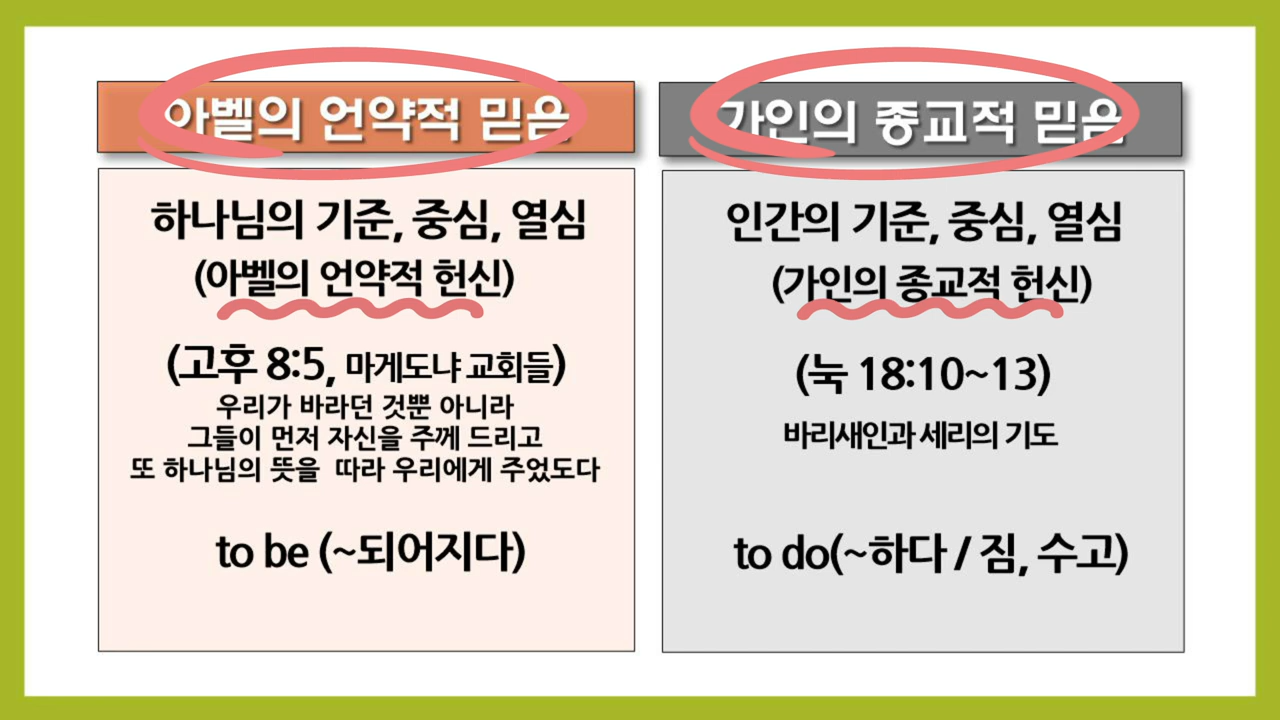 아벨의 언약적 믿음
하나님의 기준, 중심, 열심
(아벨의 언약적 헌신)
(고후 8:5, 마게도냐 교회들)
우리가 바라던 것뿐 아니라
그들이 먼저 자신을 주께 드리고
또 하나님의 뜻을 따라 우리에게 주었도다
to be (~되어지다)
가인의 종교적 믿음
인간의 기준, 중심, 열심
(가인의 종교적 헌신)
(눅 18:10~13)
바리새인과 세리의 기도
to do(~하다 / 짐, 수고)